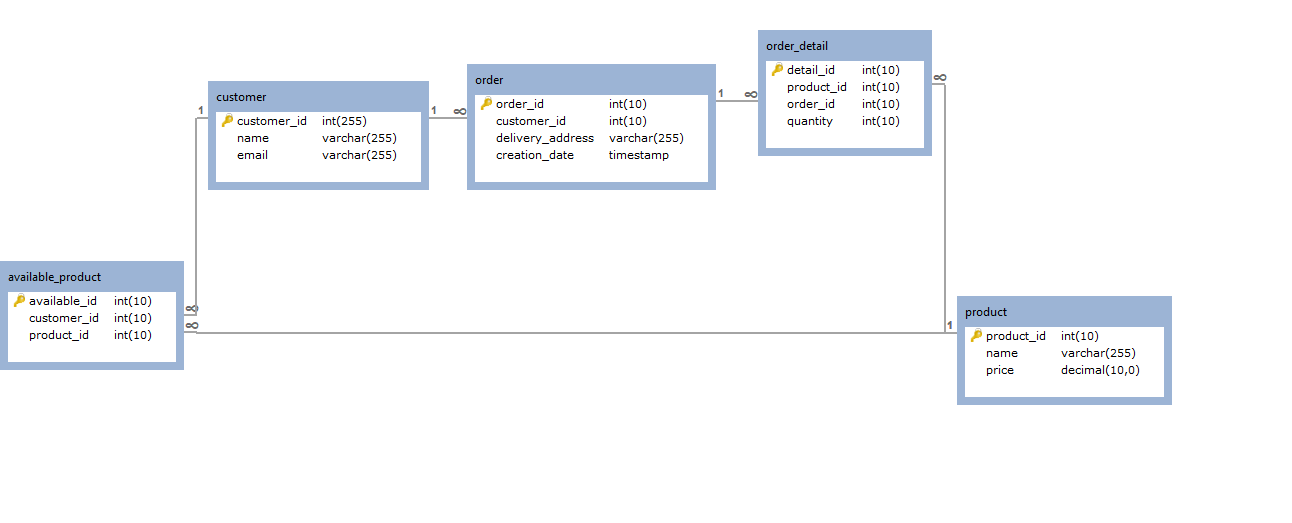 order_detail
detail_id int(10)
product_id int(10)
order_id int(10)
quantity int(10)
∞
order
order_id int(10)
customer_id int(10)
delivery_address varchar(255)
creation_date timestamp
1
∞
customer
customer_id int(255)
name varchar(255)
email varchar(255)
1
1
∞
available_product
available_id int(10)
customer_id int(10)
product_id int(10)
∞
∞
product
product_id int(10)
name varchar(255)
price decimal(10,0)
1